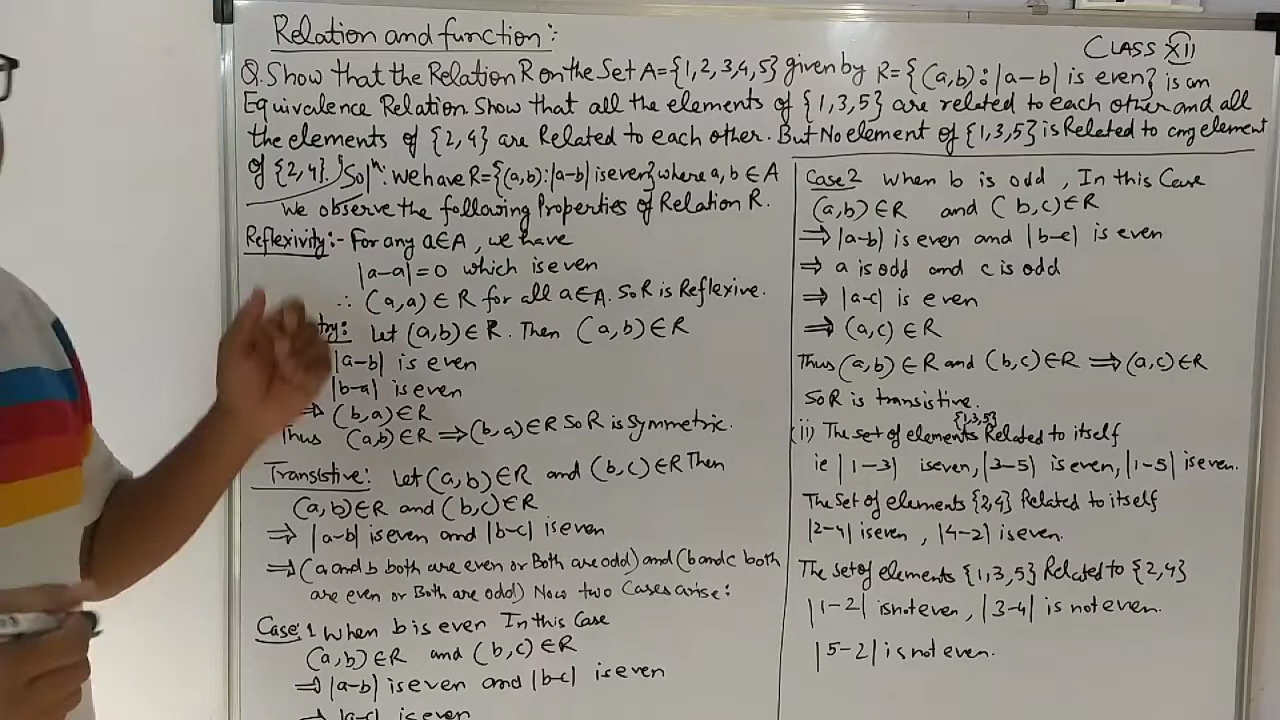 Relation and function :
CLASS XII
Q. Show that the Relation R on the Set A = {1, 2, 3, 4, 5} given by R = { (a, b) : |a-b| is even} is an
Equivalence Relation. Show that all the elements of {1, 3, 5} are related to each other and all
the elements of {2, 4} are Related to each other. But No element of {1, 3, 5} is Related to any element
of {2, 4}. Solⁿ: We have R = {(a, b) : |a-b| is even} where a, b ∈ A
We observe the following Properties of Relation R.
Reflexivity :- For any a ∈ A, we have
|a-a| = 0 which is even
∴ (a, a) ∈ R for all a ∈ A. So R is Reflexive.
try: Let (a, b) ∈ R. Then (a, b) ∈ R
|a-b| is even
|b-a| is even
⇒ (b, a) ∈ R
Thus (a, b) ∈ R ⇒ (b, a) ∈ R So R is Symmetric.
Transistive: Let (a, b) ∈ R and (b, c) ∈ R Then
(a, b) ∈ R and (b, c) ∈ R
⇒ |a-b| is even and |b-c| is even
⇒ (a and b both are even or Both are odd) and (b and c both
are even or Both are odd) Now two Cases arise:
Case: 1 When b is even In this Case
(a, b) ∈ R and (b, c) ∈ R
⇒ |a-b| is even and |b-c| is even
⇒ |a-c| is even
Case 2 When b is odd, In this Case
(a, b) ∈ R and (b, c) ∈ R
⇒ |a-b| is even and |b-c| is even
⇒ a is odd and c is odd
⇒ |a-c| is even
⇒ (a, c) ∈ R
Thus (a, b) ∈ R and (b, c) ∈ R ⇒ (a, c) ∈ R
So R is transistive.
{1, 3, 5}
(ii) The set of elements Related to itself
ie |1-3| is even, |3-5| is even, |1-5| is even.
The set of elements {2, 4} Related to itself
|2-4| is even, |4-2| is even.
The set of elements {1, 3, 5} Related to {2, 4}
|1-2| is not even, |3-4| is not even.
|5-2| is not even.